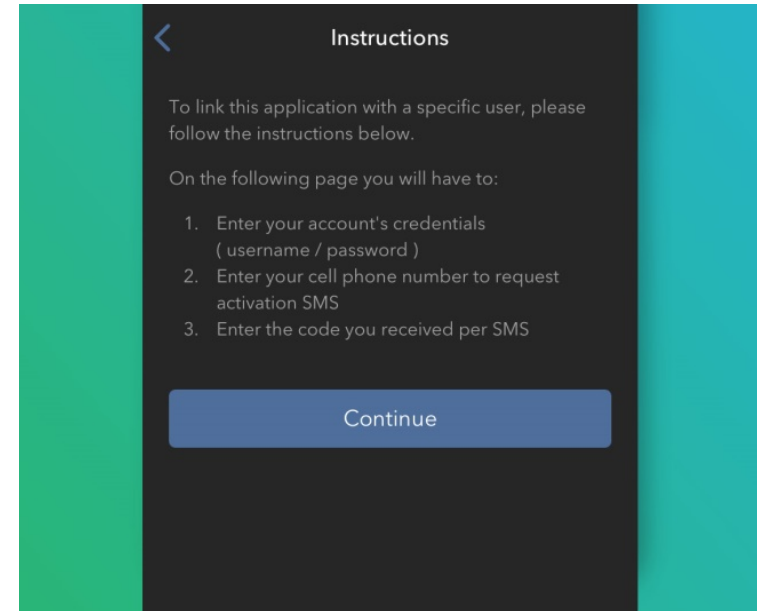 Instructions
To link this application with a specific user, please
follow the instructions below.
On the following page you will have to:
1. Enter your account's credentials
( username / password )
2. Enter your cell phone number to request
activation SMS
3. Enter the code you received per SMS
Continue